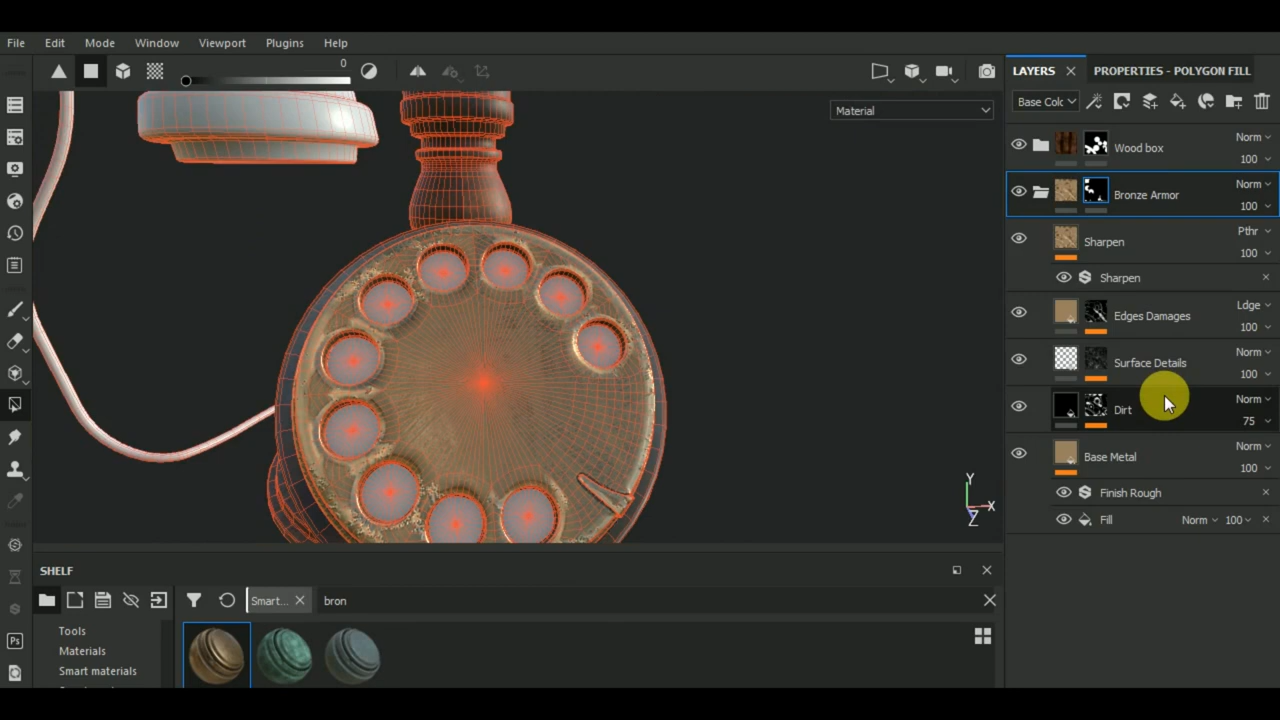 File Edit Mode Window Viewport Plugins Help
0
LAYERS PROPERTIES - POLYGON FILL
Material
Base Colc
Wood box Norm
100
Bronze Armor Norm
100
Sharpen Pthr
100
Sharpen
Edges Damages Ldge
100
Surface Details Norm
100
Dirt Norm
75
Base Metal Norm
100
Finish Rough
Fill Norm 100
Y
X
Z
SHELF
Smart... bron
Ps
Tools
Materials
Smart materials